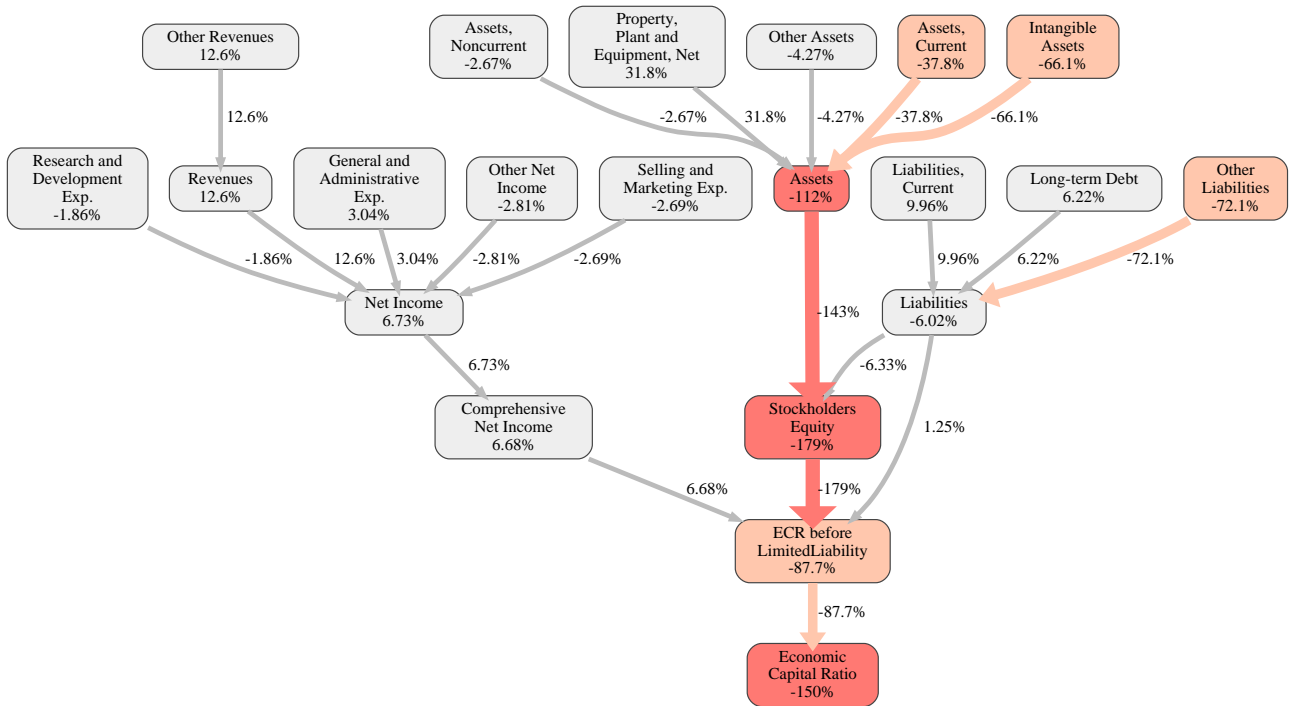 Other Revenues
12.6%
Assets,
Noncurrent
-2.67%
Property,
Plant and
Equipment, Net
31.8%
Other Assets
-4.27%
Assets,
Current
-37.8%
Intangible
Assets
-66.1%
12.6%
-2.67%
31.8%
-4.27%
-37.8%
-66.1%
Research and
Development
Exp.
-1.86%
Revenues
12.6%
General and
Administrative
Exp.
3.04%
Other Net
Income
-2.81%
Selling and
Marketing Exp.
-2.69%
Assets
-112%
Liabilities,
Current
9.96%
Long-term Debt
6.22%
Other
Liabilities
-72.1%
-1.86%
12.6%
3.04%
-2.81%
-2.69%
9.96%
6.22%
-72.1%
Net Income
6.73%
-143%
Liabilities
-6.02%
6.73%
-6.33%
Comprehensive
Net Income
6.68%
Stockholders
Equity
-179%
1.25%
6.68%
-179%
ECR before
LimitedLiability
-87.7%
-87.7%
Economic
Capital Ratio
-150%